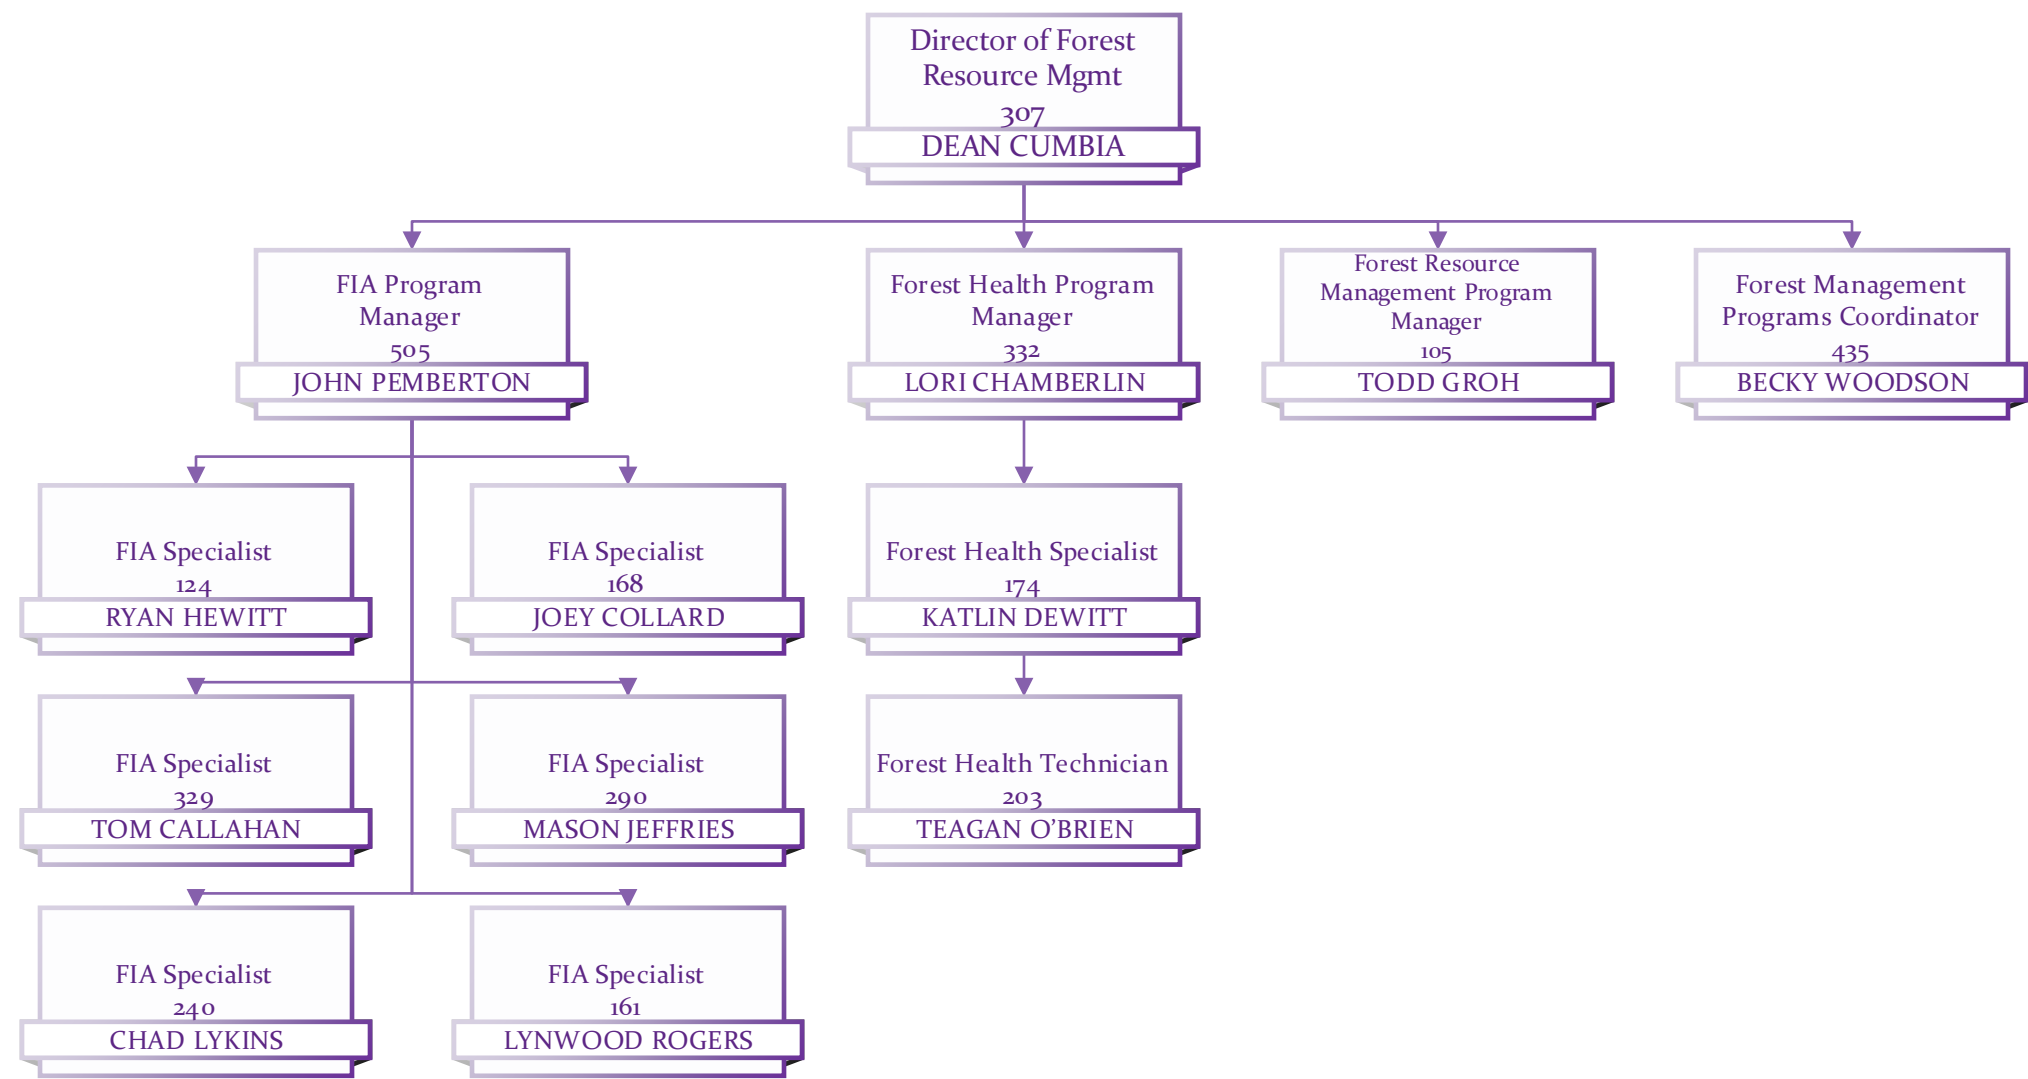 Director of Forest
Resource Mgmt
307
DEAN CUMBIA
FIA Program
Manager
505
JOHN PEMBERTON
Forest Health Program
Manager
332
LORI CHAMBERLIN
Forest Resource
Management Program
Manager
105
TODD GROH
Forest Management
Programs Coordinator
435
BECKY WOODSON
FIA Specialist
124
RYAN HEWITT
FIA Specialist
168
JOEY COLLARD
Forest Health Specialist
174
KATLIN DEWITT
FIA Specialist
329
TOM CALLAHAN
FIA Specialist
290
MASON JEFFRIES
Forest Health Technician
203
TEAGAN O’BRIEN
FIA Specialist
240
CHAD LYKINS
FIA Specialist
161
LYNWOOD ROGERS